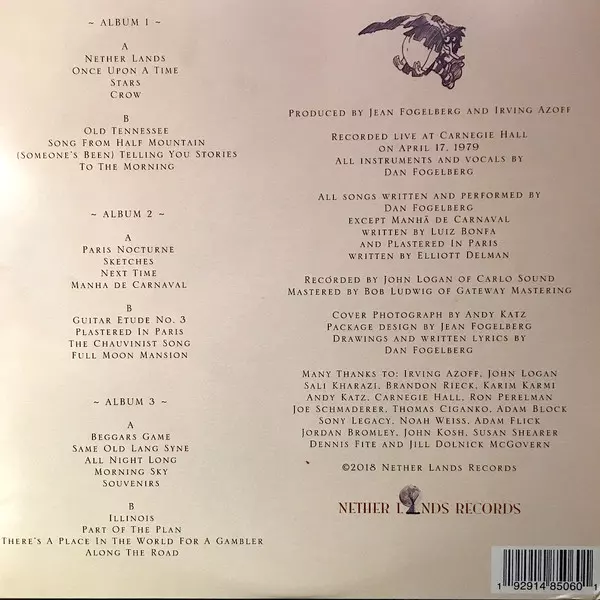 ~ ALBUM 1 ~
A
NETHER LANDS
ONCE UPON A TIME
STARS
CROW
B
OLD TENNESSEE
SONG FROM HALF MOUNTAIN
(SOMEONE'S BEEN) TELLING YOU STORIES
TO THE MORNING
~ ALBUM 2 ~
A
PARIS NOCTURNE
SKETCHES
NEXT TIME
MANHA DE CARNAVAL
B
GUITAR ETUDE NO. 3
PLASTERED IN PARIS
THE CHAUVINIST SONG
FULL MOON MANSION
~ ALBUM 3 ~
A
BEGGARS GAME
SAME OLD LANG SYNE
ALL NIGHT LONG
MORNING SKY
SOUVENIRS
B
ILLINOIS
PART OF THE PLAN
THERE'S A PLACE IN THE WORLD FOR A GAMBLER
ALONG THE ROAD
PRODUCED BY JEAN FOGELBERG AND IRVING AZOFF
RECORDED LIVE AT CARNEGIE HALL
ON APRIL 17, 1979
ALL INSTRUMENTS AND VOCALS BY
DAN FOGELBERG
ALL SONGS WRITTEN AND PERFORMED BY
DAN FOGELBERG
EXCEPT MANHÃ DE CARNAVAL
WRITTEN BY LUIZ BONFA
AND PLASTERED IN PARIS
WRITTEN BY ELLIOTT DELMAN
RECORDED BY JOHN LOGAN OF CARLO SOUND
MASTERED BY BOB LUDWIG OF GATEWAY MASTERING
COVER PHOTOGRAPH BY ANDY KATZ
PACKAGE DESIGN BY JEAN FOGELBERG
DRAWINGS AND WRITTEN LYRICS BY
DAN FOGELBERG
MANY THANKS TO: IRVING AZOFF, JOHN LOGAN
SALI KHARAZI, BRANDON RIECK, KARIM KARMI
ANDY KATZ, CARNEGIE HALL, RON PERELMAN
JOE SCHMADERER, THOMAS CIGANKO, ADAM BLOCK
SONY LEGACY, NOAH WEISS, ADAM FLICK
JORDAN BROMLEY, JOHN KOSH, SUSAN SHEARER
DENNIS FITE AND JILL DOLNICK MCGOVERN
©2018 NETHER LANDS RECORDS
NETHER LANDS RECORDS
1 92914 85060 1